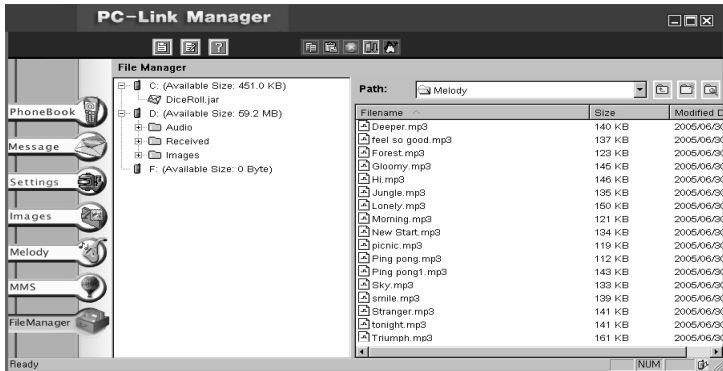 PC-Link Manager
File Manager
PhoneBook
Message
Settings
Images
Melody
MMS
FileManager
C: (Available Size: 451.0 KB)
DiceRoll.jar
D: (Available Size: 59.2 MB)
Audio
Received
Images
F: (Available Size: 0 Byte)
Path: Melody
Filename Size Modified D
Deeper.mp3 140 KB 2005/06/30
feel so good.mp3 137 KB 2005/06/30
Forest.mp3 123 KB 2005/06/30
Gloomy.mp3 145 KB 2005/06/30
Hi.mp3 146 KB 2005/06/30
Jungle.mp3 135 KB 2005/06/30
Lonely.mp3 150 KB 2005/06/30
Morning.mp3 121 KB 2005/06/30
New Start.mp3 134 KB 2005/06/30
picnic.mp3 119 KB 2005/06/30
Ping pong.mp3 112 KB 2005/06/30
Ping pong1.mp3 143 KB 2005/06/30
Sky.mp3 133 KB 2005/06/30
smile.mp3 139 KB 2005/06/30
Stranger.mp3 141 KB 2005/06/30
tonight.mp3 141 KB 2005/06/30
Triumph.mp3 161 KB 2005/06/30
Ready NUM